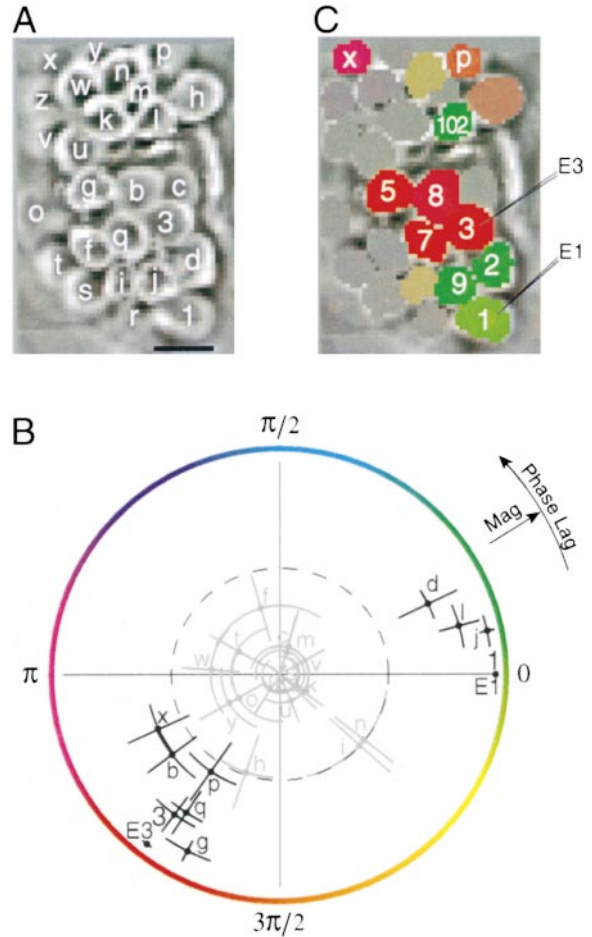 A
x y n p
w m h
z k l
v u
g b c
o 3
q
f d
t i j
s
r 1
C
x p
102
5 8 E3
7 3
2
9 E1
1
B
π/2
Phase Lag
Mag
d
l
f j
m
t
w v 1
π 0
E1
k
o
x y u
n
b i
p h
3 q
E3
g
3π/2